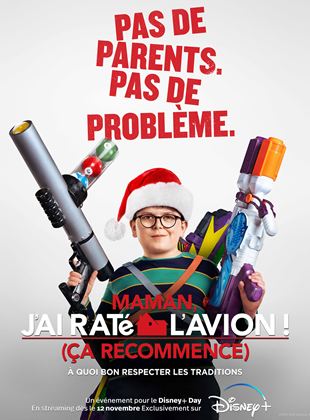 PAS DE
PARENTS.
PAS DE
PROBLÈME.
MAMAN
J'AI RATÉ L'AVION !
(ÇA RECOMMENCE)
À QUOI BON RESPECTER LES TRADITIONS
Un événement pour le Disney+ Day
En streaming dès le 12 novembre Exclusivement sur
Disney+